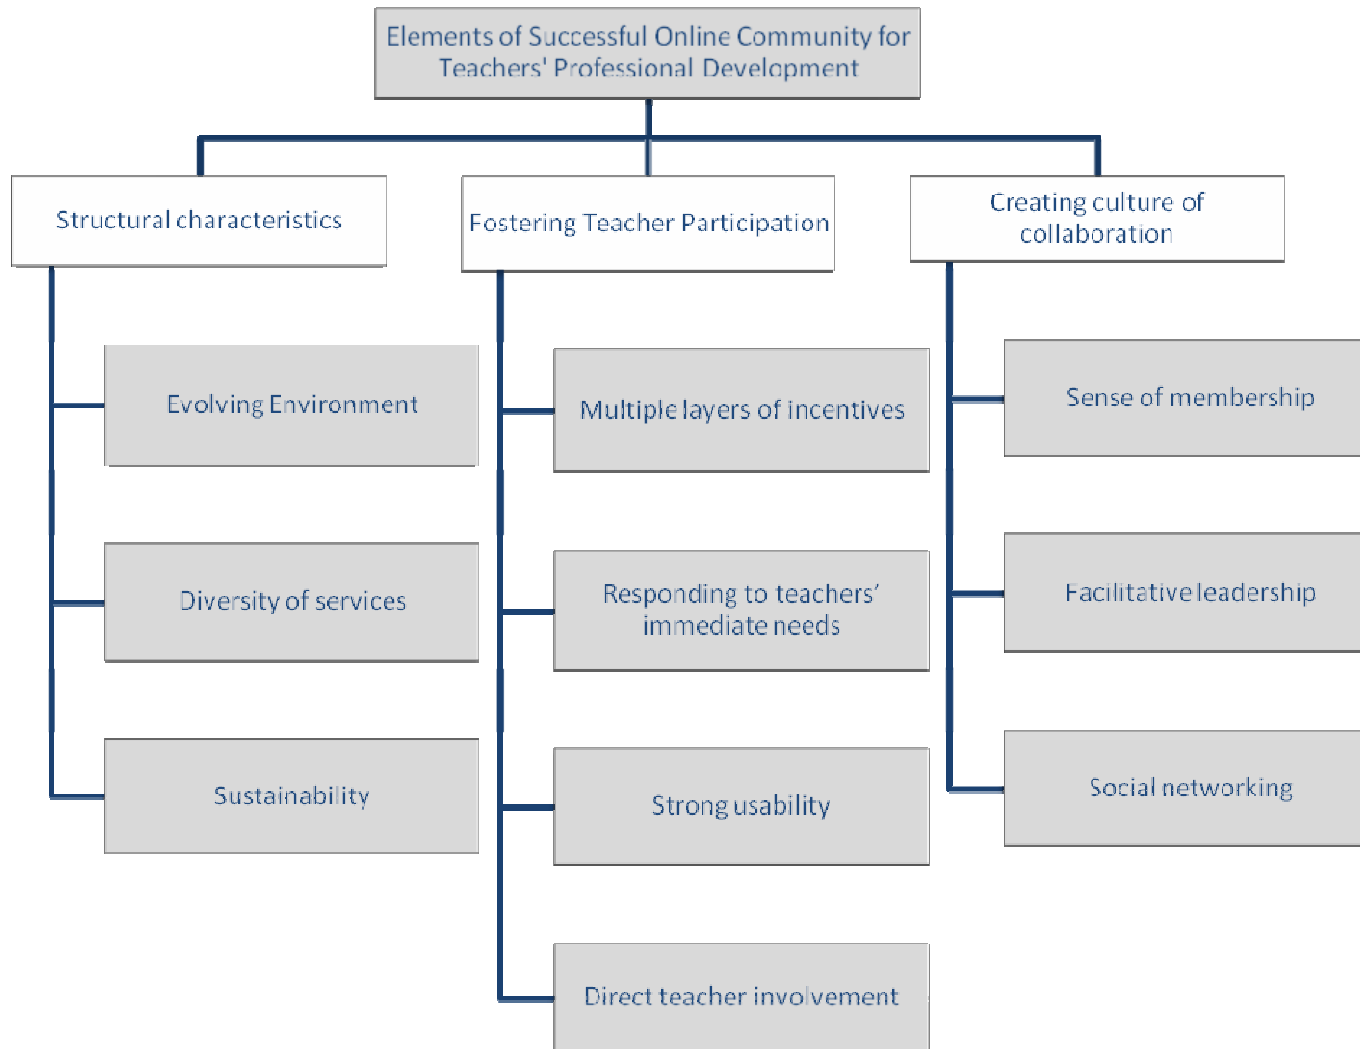 Elements of Successful Online Community for
Teachers' Professional Development
Structural characteristics
Evolving Environment
Diversity of services
Sustainability
Fostering Teacher Participation
Multiple layers of incentives
Responding to teachers’
immediate needs
Strong usability
Direct teacher involvement
Creating culture of
collaboration
Sense of membership
Facilitative leadership
Social networking